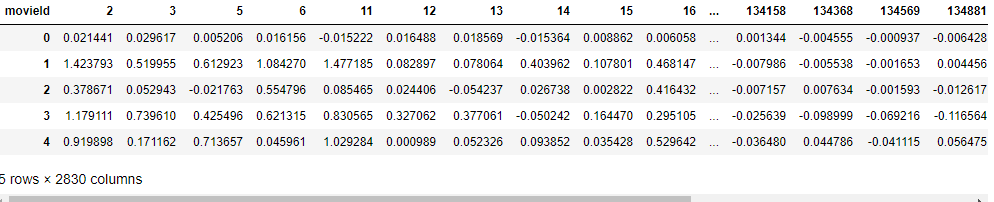 movieId 2 3 5 6 11 12 13 14 15 16 ... 134158 134368 134569 134881
0 0.021441 0.029617 0.005206 0.016156 -0.015222 0.016488 0.018569 -0.015364 0.008862 0.006058 ... 0.001344 -0.004555 -0.000937 -0.006428
1 1.423793 0.519955 0.612923 1.084270 1.477185 0.082897 0.078064 0.403962 0.107801 0.468147 ... -0.007986 -0.005538 -0.001653 0.004456
2 0.378671 0.052943 -0.021763 0.554796 0.085465 0.024406 -0.054237 0.026738 0.002822 0.416432 ... -0.007157 0.007634 -0.001593 -0.012617
3 1.179111 0.739610 0.425496 0.621315 0.830565 0.327062 0.377061 -0.050242 0.164470 0.295105 ... -0.025639 -0.098999 -0.069216 -0.116564
4 0.919898 0.171162 0.713657 0.045961 1.029284 0.000989 0.052326 0.093852 0.035428 0.529642 ... -0.036480 0.044786 -0.041115 0.056475
5 rows × 2830 columns